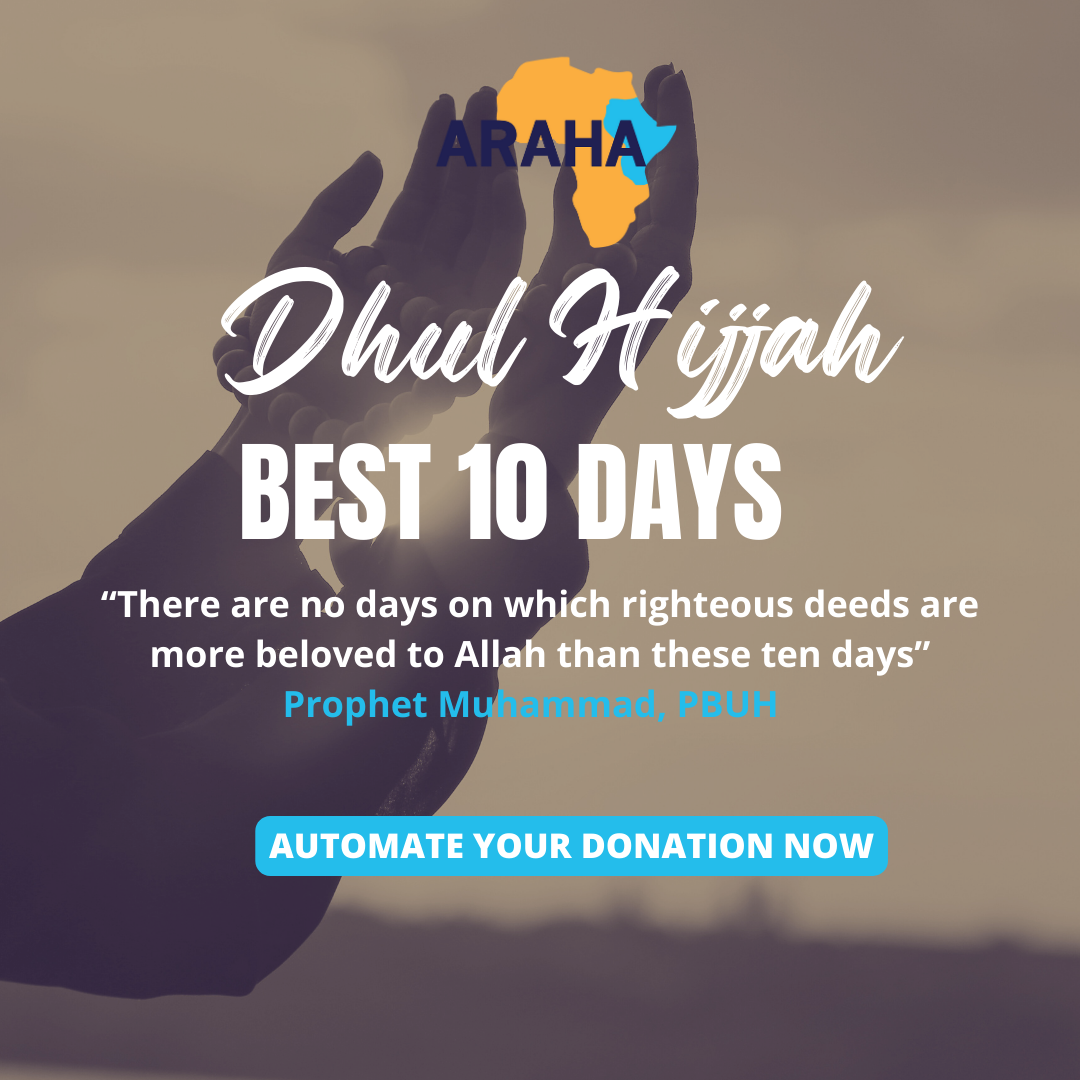 ARAHA
Dhul Hijjah
BEST 10 DAYS
“There are no days on which righteous deeds are
more beloved to Allah than these ten days”
Prophet Muhammad, PBUH
AUTOMATE YOUR DONATION NOW